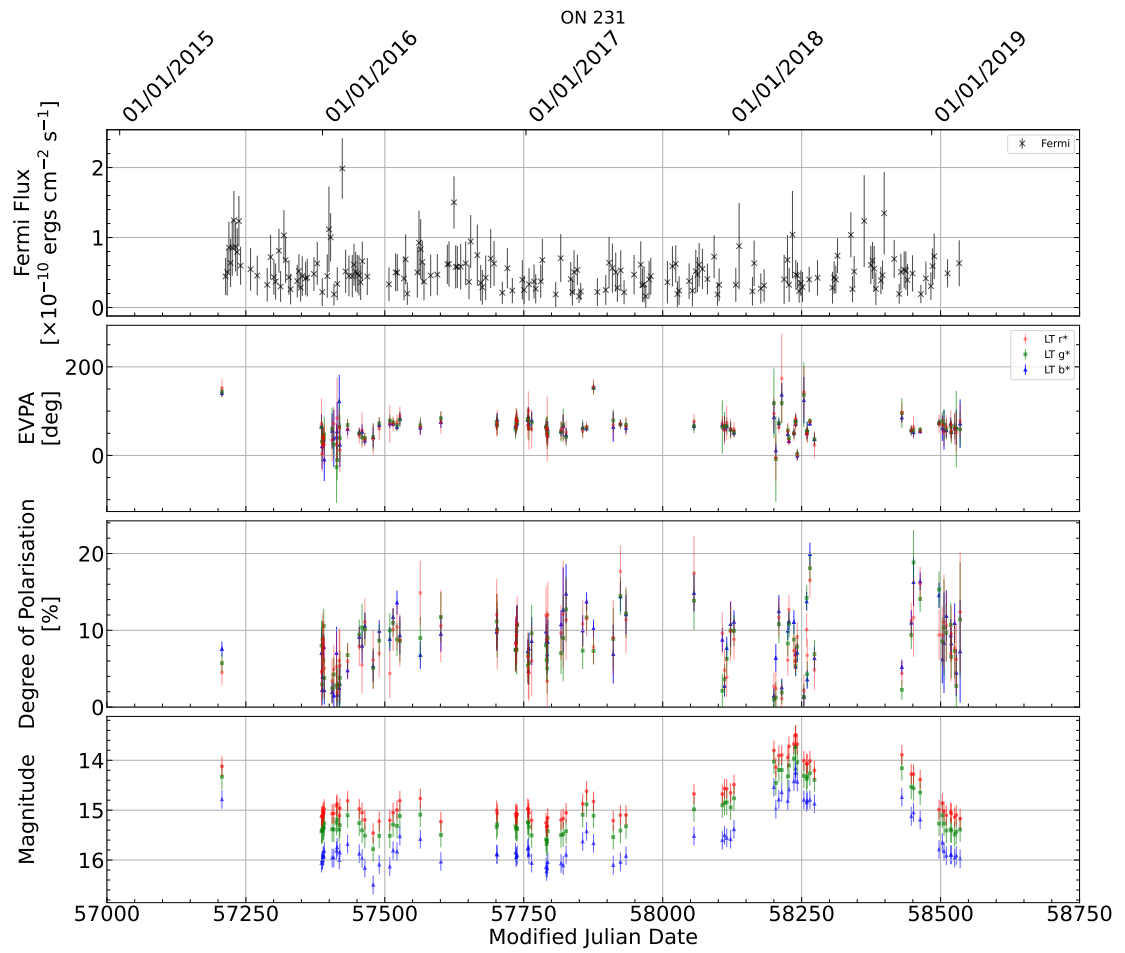 ON 231
01/01/2015 01/01/2016 01/01/2017 01/01/2018 01/01/2019
Fermi Flux
[×10⁻¹⁰ ergs cm⁻² s⁻¹]
2
1
0
Fermi
EVPA
[deg]
200
0
LT r*
LT g*
LT b*
Degree of Polarisation
[%]
20
10
0
Magnitude
14
15
16
57000 57250 57500 57750 58000 58250 58500 58750
Modified Julian Date